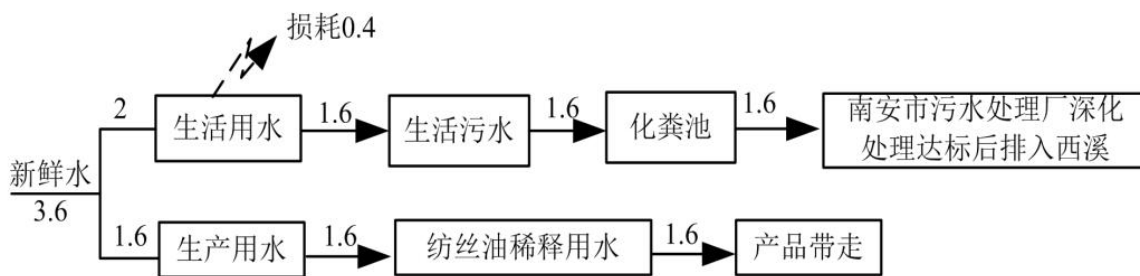 损耗0.4
2
生活用水
1.6
生活污水
1.6
化粪池
1.6
南安市污水处理厂深化
处理达标后排入西溪
新鲜水
3.6
1.6
生产用水
1.6
纺丝油稀释用水
1.6
产品带走